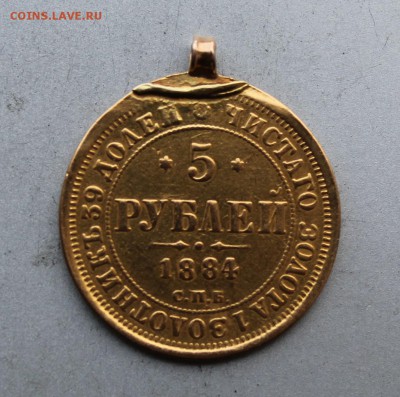 COINS.LAVE.RU
ЧИСТАГО ЗОЛОТА 1 ЗОЛОТНИКЪ 39 ДОЛЕЙ
5
РУБЛЕЙ
1884
С.П.Б.